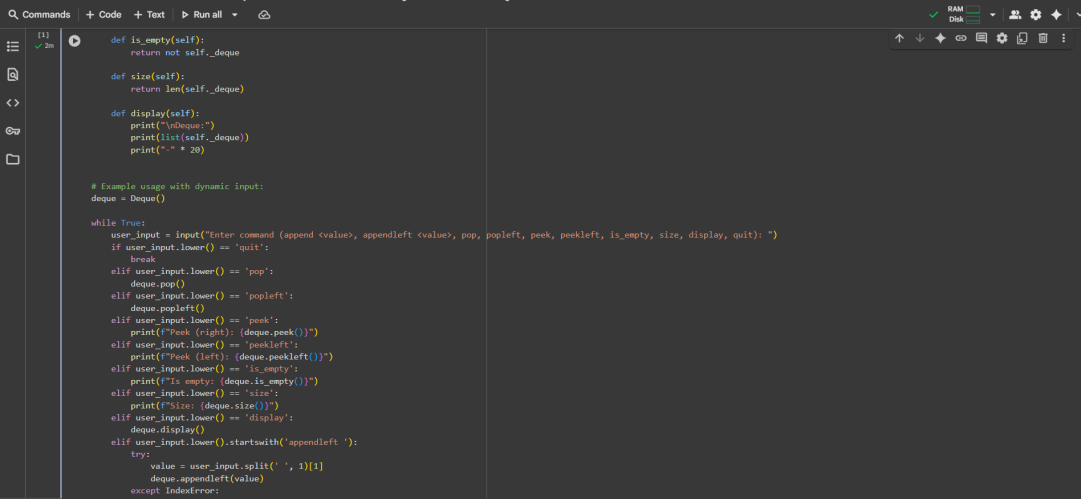 Commands + Code + Text Run all
RAM
Disk
[1]
2m
def is_empty(self):
return not self._deque
def size(self):
return len(self._deque)
def display(self):
print("\nDeque:")
print(list(self._deque))
print("-" * 20)
# Example usage with dynamic input:
deque = Deque()
while True:
user_input = input("Enter command (append <value>, appendleft <value>, pop, popleft, peek, peekleft, is_empty, size, display, quit): ")
if user_input.lower() == 'quit':
break
elif user_input.lower() == 'pop':
deque.pop()
elif user_input.lower() == 'popleft':
deque.popleft()
elif user_input.lower() == 'peek':
print(f"Peek (right): {deque.peek()}")
elif user_input.lower() == 'peekleft':
print(f"Peek (left): {deque.peekleft()}")
elif user_input.lower() == 'is_empty':
print(f"Is empty: {deque.is_empty()}")
elif user_input.lower() == 'size':
print(f"Size: {deque.size()}")
elif user_input.lower() == 'display':
deque.display()
elif user_input.lower().startswith('appendleft '):
try:
value = user_input.split(' ', 1)[1]
deque.appendleft(value)
except IndexError: